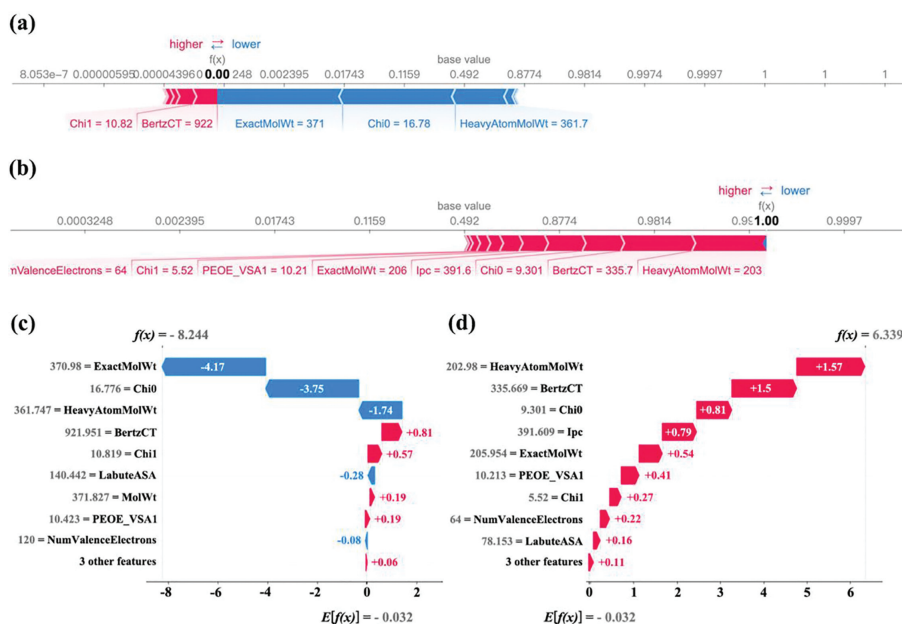 (a)
higher ⇄ lower
f(x) base value
8.053e-7 0.00000595 0.00004396 0 0.00 248 0.002395 0.01743 0.1159 0.492 0.8774 0.9814 0.9974 0.9997 1 1 1
Chi1 = 10.82 BertzCT = 922 ExactMolWt = 371 Chi0 = 16.78 HeavyAtomMolWt = 361.7
(b)
higher ⇄ lower
base value f(x)
0.0003248 0.002395 0.01743 0.1159 0.492 0.8774 0.9814 0.99 1.00 0.9997
mValenceElectrons = 64 Chi1 = 5.52 PEOE_VSA1 = 10.21 ExactMolWt = 206 Ipc = 391.6 Chi0 = 9.301 BertzCT = 335.7 HeavyAtomMolWt = 203
(c)
f(x) = - 8.244
370.98 = ExactMolWt -4.17
16.776 = Chi0 -3.75
361.747 = HeavyAtomMolWt -1.74
921.951 = BertzCT +0.81
10.819 = Chi1 +0.57
140.442 = LabuteASA -0.28
371.827 = MolWt +0.19
10.423 = PEOE_VSA1 +0.19
120 = NumValenceElectrons -0.08
3 other features +0.06
-8 -6 -4 -2 0 2
E[f(x)] = - 0.032
(d)
f(x) = 6.339
202.98 = HeavyAtomMolWt +1.57
335.669 = BertzCT +1.5
9.301 = Chi0 +0.81
391.609 = Ipc +0.79
205.954 = ExactMolWt +0.54
10.213 = PEOE_VSA1 +0.41
5.52 = Chi1 +0.27
64 = NumValenceElectrons +0.22
78.153 = LabuteASA +0.16
3 other features +0.11
0 1 2 3 4 5 6
E[f(x)] = - 0.032